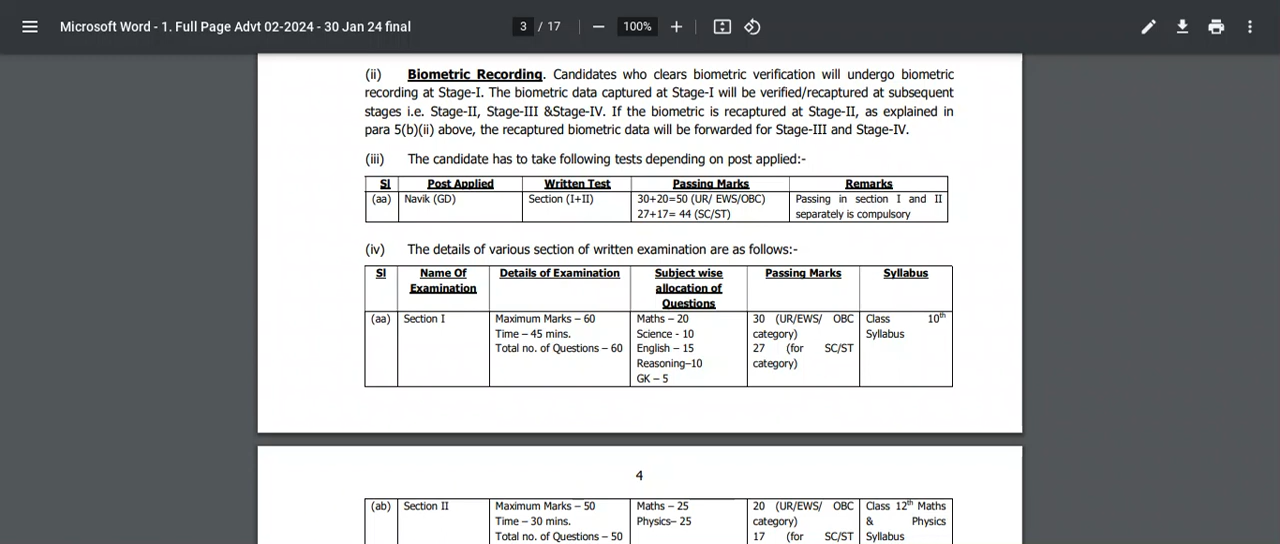 Microsoft Word - 1. Full Page Advt 02-2024 - 30 Jan 24 final
3 / 17
100%
(ii) Biometric Recording. Candidates who clears biometric verification will undergo biometric
recording at Stage-I. The biometric data captured at Stage-I will be verified/recaptured at subsequent
stages i.e. Stage-II, Stage-III &Stage-IV. If the biometric is recaptured at Stage-II, as explained in
para 5(b)(ii) above, the recaptured biometric data will be forwarded for Stage-III and Stage-IV.
(iii) The candidate has to take following tests depending on post applied:-
Sl Post Applied Written Test Passing Marks Remarks
(aa) Navik (GD) Section (I+II) 30+20=50 (UR/ EWS/OBC) Passing in section I and II
27+17= 44 (SC/ST) separately is compulsory
(iv) The details of various section of written examination are as follows:-
Sl Name Of Details of Examination Subject wise Passing Marks Syllabus
Examination allocation of
Questions
(aa) Section I Maximum Marks – 60 Maths – 20 30 (UR/EWS/ OBC Class 10th
Time – 45 mins. Science - 10 category) Syllabus
Total no. of Questions – 60 English – 15 27 (for SC/ST
Reasoning–10 category)
GK – 5
4
(ab) Section II Maximum Marks – 50 Maths – 25 20 (UR/EWS/ OBC Class 12th Maths
Time – 30 mins. Physics– 25 category) & Physics
Total no. of Questions – 50 17 (for SC/ST Syllabus